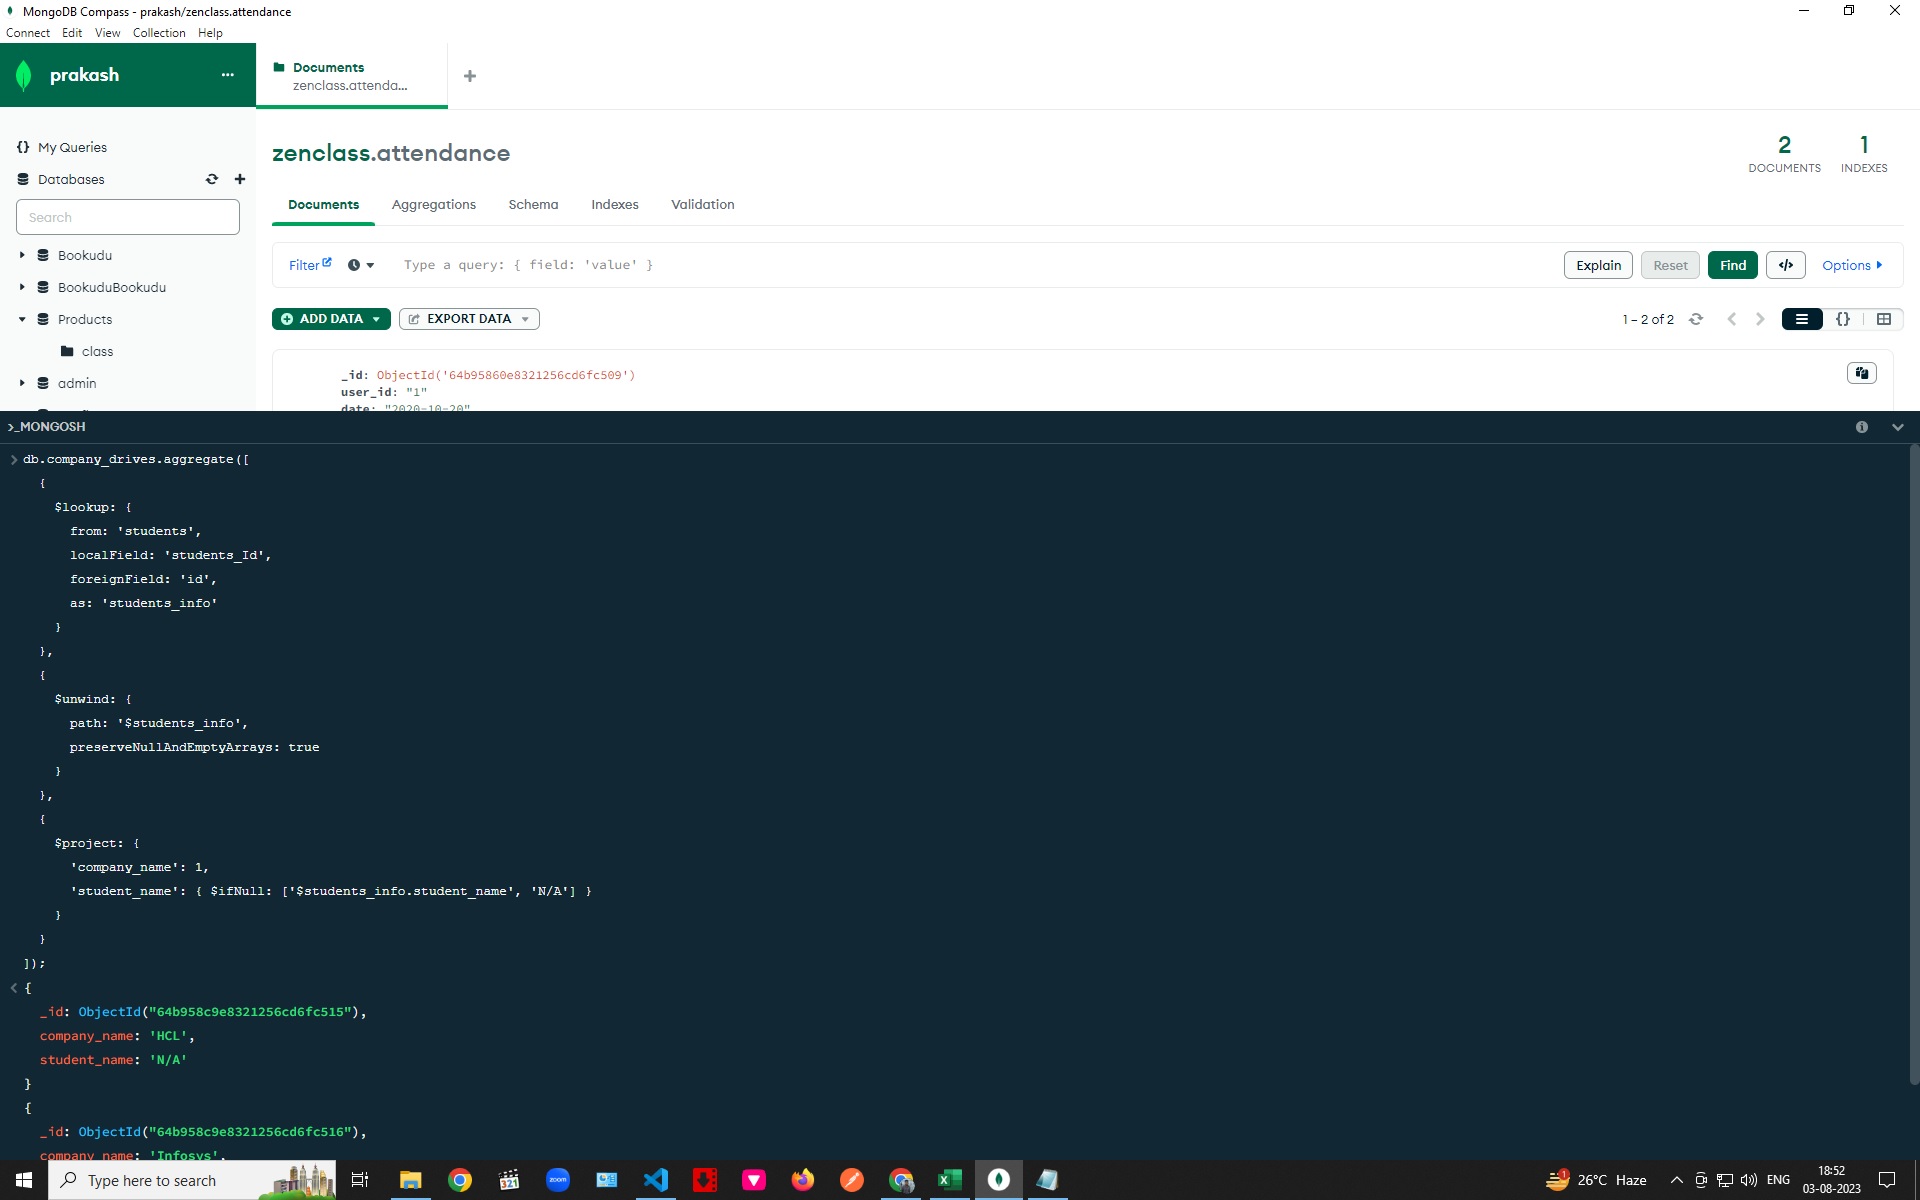 MongoDB Compass - prakash/zenclass.attendance
Connect Edit View Collection Help
prakash
Documents
zenclass.attenda...
My Queries
Databases
Search
Bookudu
BookuduBookudu
Products
class
admin
zenclass.attendance
2
DOCUMENTS
1
INDEXES
Documents Aggregations Schema Indexes Validation
Filter
Type a query: { field: 'value' }
Explain Reset Find </> Options
ADD DATA EXPORT DATA
1 – 2 of 2
_id: ObjectId('64b95860e8321256cd6fc509')
user_id: "1"
date: "2020-10-20"
>_MONGOSH
> db.company_drives.aggregate([
{
$lookup: {
from: 'students',
localField: 'students_Id',
foreignField: 'id',
as: 'students_info'
}
},
{
$unwind: {
path: '$students_info',
preserveNullAndEmptyArrays: true
}
},
{
$project: {
'company_name': 1,
'student_name': { $ifNull: ['$students_info.student_name', 'N/A'] }
}
}
]);
< {
_id: ObjectId("64b958c9e8321256cd6fc515"),
company_name: 'HCL',
student_name: 'N/A'
}
{
_id: ObjectId("64b958c9e8321256cd6fc516"),
company_name: 'Infosys',
Type here to search
321
zoom
1
26°C Haze
ENG
18:52
03-08-2023